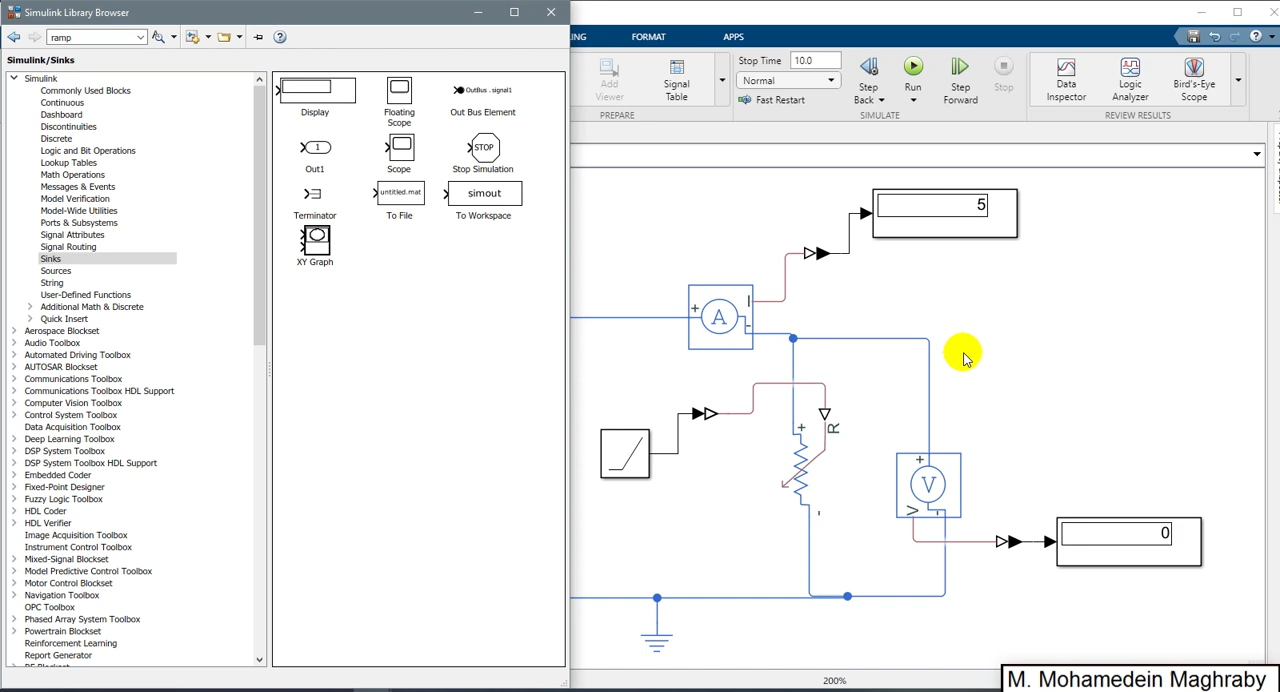 Simulink Library Browser
ramp
Simulink/Sinks
Simulink
Commonly Used Blocks
Continuous
Dashboard
Discontinuities
Discrete
Logic and Bit Operations
Lookup Tables
Math Operations
Messages & Events
Model Verification
Model-Wide Utilities
Ports & Subsystems
Signal Attributes
Signal Routing
Sinks
Sources
String
User-Defined Functions
Additional Math & Discrete
Quick Insert
Aerospace Blockset
Audio Toolbox
Automated Driving Toolbox
AUTOSAR Blockset
Communications Toolbox
Communications Toolbox HDL Support
Computer Vision Toolbox
Control System Toolbox
Data Acquisition Toolbox
Deep Learning Toolbox
DSP System Toolbox
DSP System Toolbox HDL Support
Embedded Coder
Fixed-Point Designer
Fuzzy Logic Toolbox
HDL Coder
HDL Verifier
Image Acquisition Toolbox
Instrument Control Toolbox
Mixed-Signal Blockset
Model Predictive Control Toolbox
Motor Control Blockset
Navigation Toolbox
OPC Toolbox
Phased Array System Toolbox
Powertrain Blockset
Reinforcement Learning
Report Generator
Display
Floating
Scope
OutBus . signal1
Out Bus Element
1
Out1
Scope
STOP
Stop Simulation
Terminator
untitled.mat
To File
simout
To Workspace
XY Graph
FORMAT
APPS
Add
Viewer
Signal
Table
PREPARE
Stop Time
10.0
Normal
Fast Restart
Step
Back
Run
Step
Forward
Stop
SIMULATE
Data
Inspector
Logic
Analyzer
Bird's-Eye
Scope
REVIEW RESULTS
5
+
A
I
-
+
R
-
+
V
V
-
0
200%
M. Mohamedein Maghraby